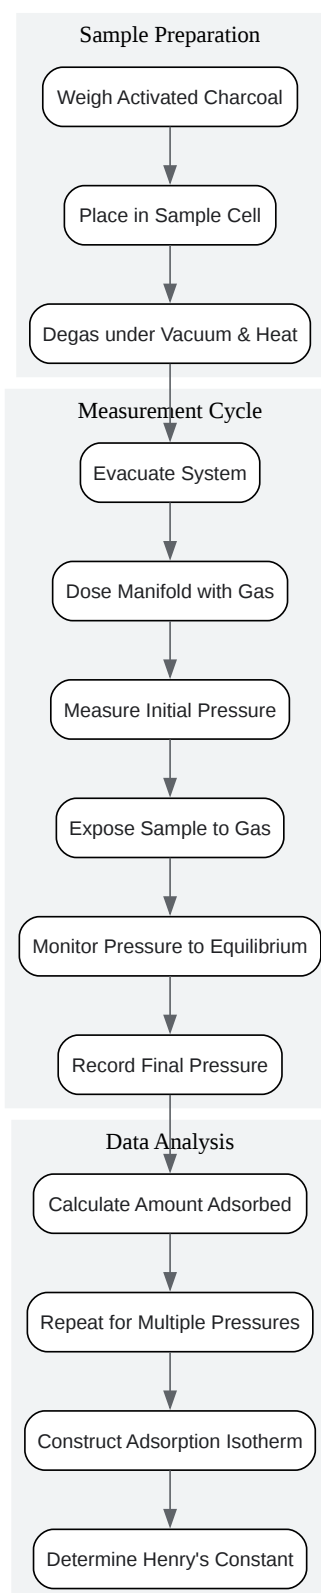 Sample Preparation
Weigh Activated Charcoal
Place in Sample Cell
Degas under Vacuum & Heat
Measurement Cycle
Evacuate System
Dose Manifold with Gas
Measure Initial Pressure
Expose Sample to Gas
Monitor Pressure to Equilibrium
Record Final Pressure
Data Analysis
Calculate Amount Adsorbed
Repeat for Multiple Pressures
Construct Adsorption Isotherm
Determine Henry's Constant